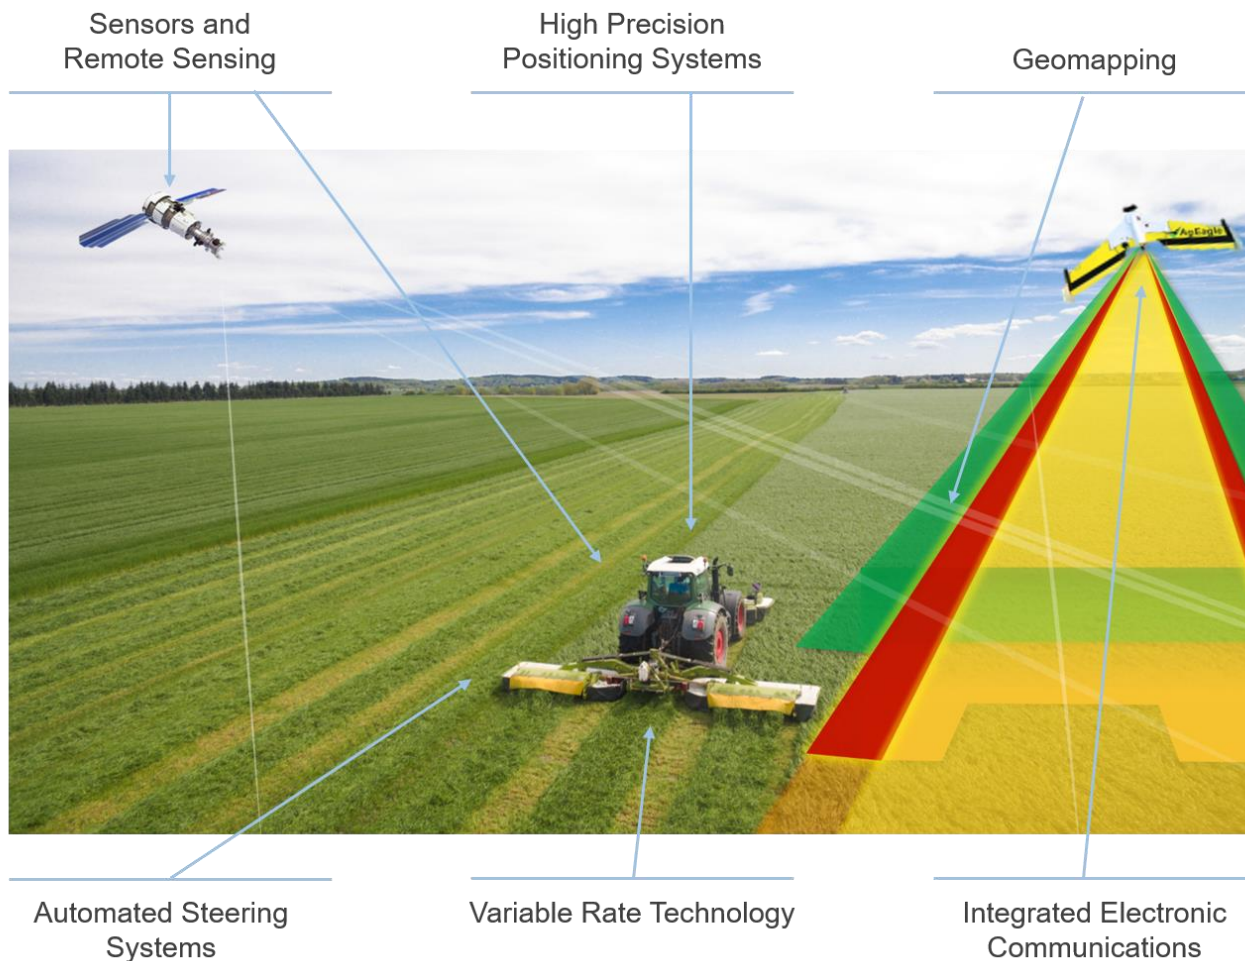 Sensors and
Remote Sensing
High Precision
Positioning Systems
Geomapping
AgEagle
Automated Steering
Systems
Variable Rate Technology
Integrated Electronic
Communications